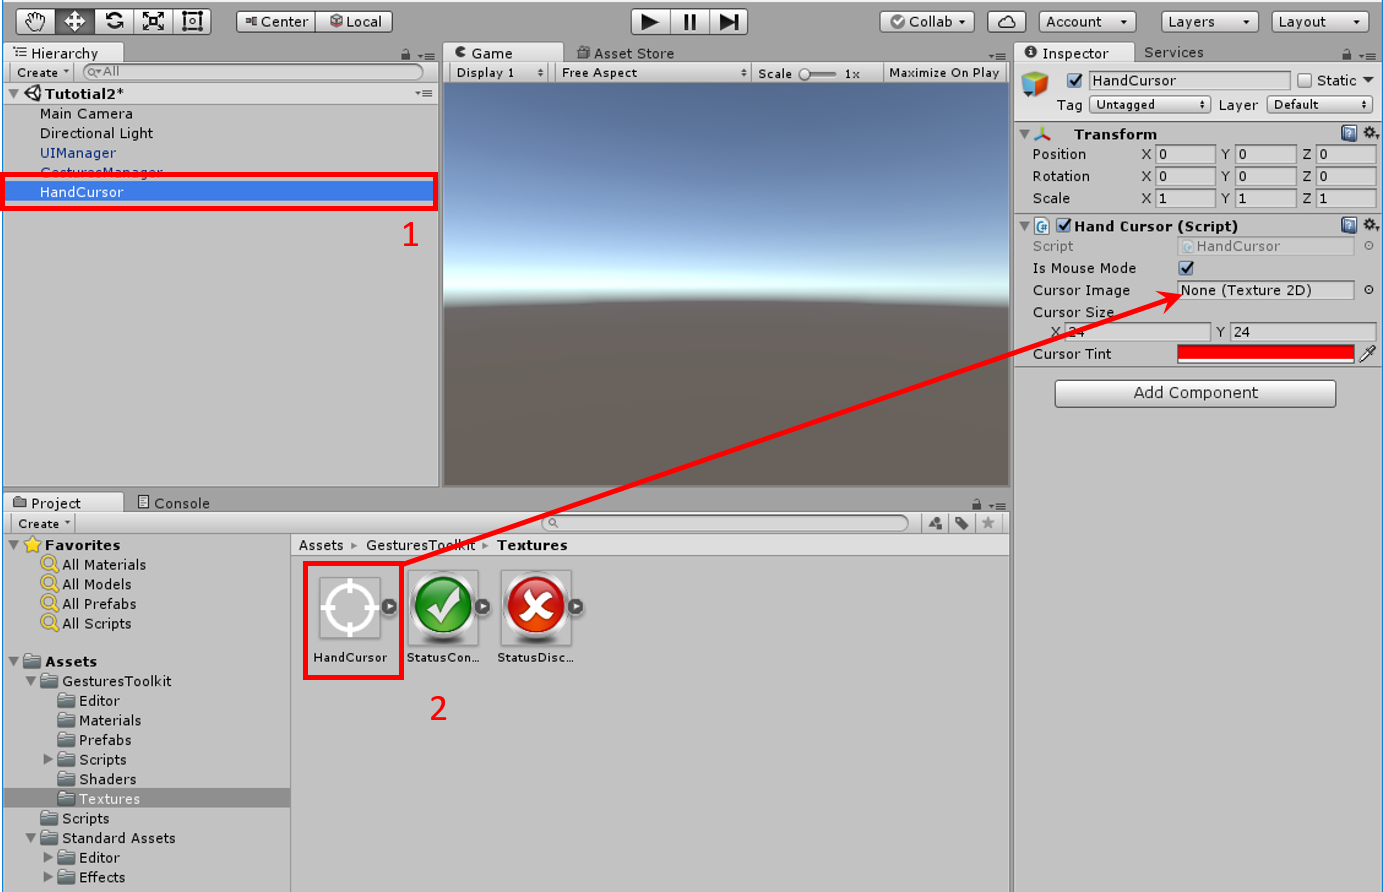 Center Local
Collab
Account
Layers
Layout
Hierarchy
Create All
Tutotial2*
Main Camera
Directional Light
UIManager
GesturesManager
HandCursor
1
Game Asset Store
Display 1 Free Aspect Scale 1x Maximize On Play
Inspector Services
HandCursor Static
Tag Untagged Layer Default
Transform
Position X 0 Y 0 Z 0
Rotation X 0 Y 0 Z 0
Scale X 1 Y 1 Z 1
Hand Cursor (Script)
Script HandCursor
Is Mouse Mode
Cursor Image None (Texture 2D)
Cursor Size
X 24 Y 24
Cursor Tint
Add Component
Project Console
Create
Favorites
All Materials
All Models
All Prefabs
All Scripts
Assets
GesturesToolkit
Editor
Materials
Prefabs
Scripts
Shaders
Textures
Scripts
Standard Assets
Editor
Effects
Assets GesturesToolkit Textures
HandCursor StatusCon... StatusDisc...
2